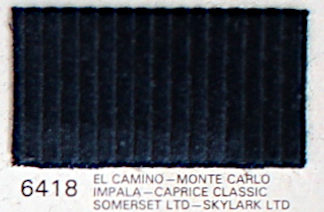 6418 EL CAMINO–MONTE CARLO
IMPALA–CAPRICE CLASSIC
SOMERSET LTD–SKYLARK LTD